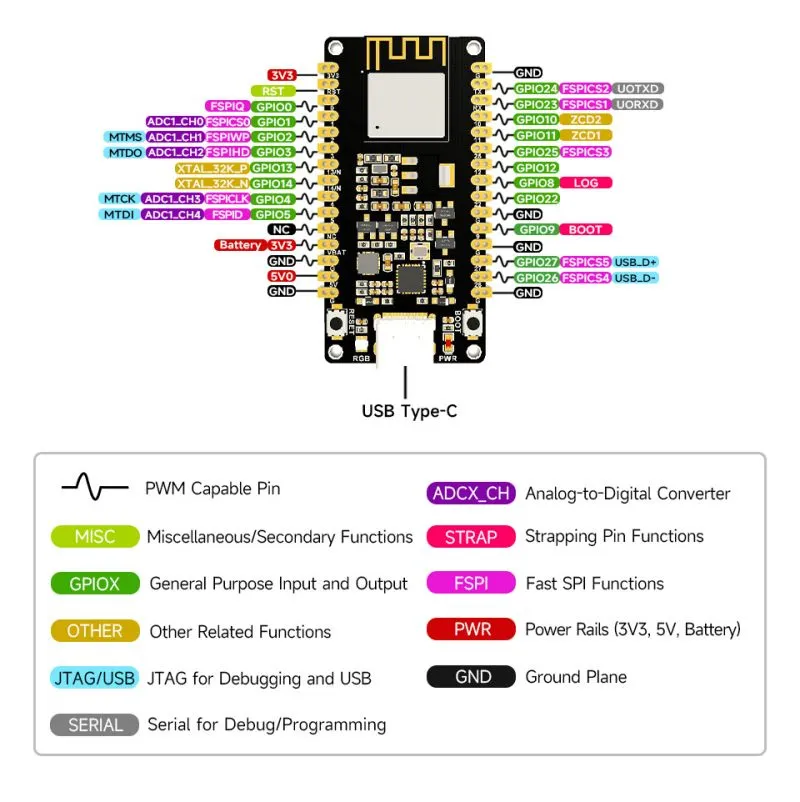 3V3
RST
FSPIQ GPIO0
ADC1_CH0 FSPICS0 GPIO1
MTMS ADC1_CH1 FSPIWP GPIO2
MTDO ADC1_CH2 FSPIHD GPIO3
XTAL_32K_P GPIO13
XTAL_32K_N GPIO14
MTCK ADC1_CH3 FSPICLK GPIO4
MTDI ADC1_CH4 FSPID GPIO5
NC
Battery 3V3
GND
5V0
GND
GND
GPIO24 FSPICS2 UOTXD
GPIO23 FSPICS1 UORXD
GPIO10 ZCD2
GPIO11 ZCD1
GPIO25 FSPICS3
GPIO12
GPIO8 LOG
GPIO22
GND
GPIO9 BOOT
GND
GPIO27 FSPICS5 USB_D+
GPIO26 FSPICS4 USB_D-
GND
3V3
RST
NC
VBAT
RESET
BOOT
RGB
PWR
USB Type-C
PWM Capable Pin
MISC Miscellaneous/Secondary Functions
GPIOX General Purpose Input and Output
OTHER Other Related Functions
JTAG/USB JTAG for Debugging and USB
SERIAL Serial for Debug/Programming
ADCX_CH Analog-to-Digital Converter
STRAP Strapping Pin Functions
FSPI Fast SPI Functions
PWR Power Rails (3V3, 5V, Battery)
GND Ground Plane